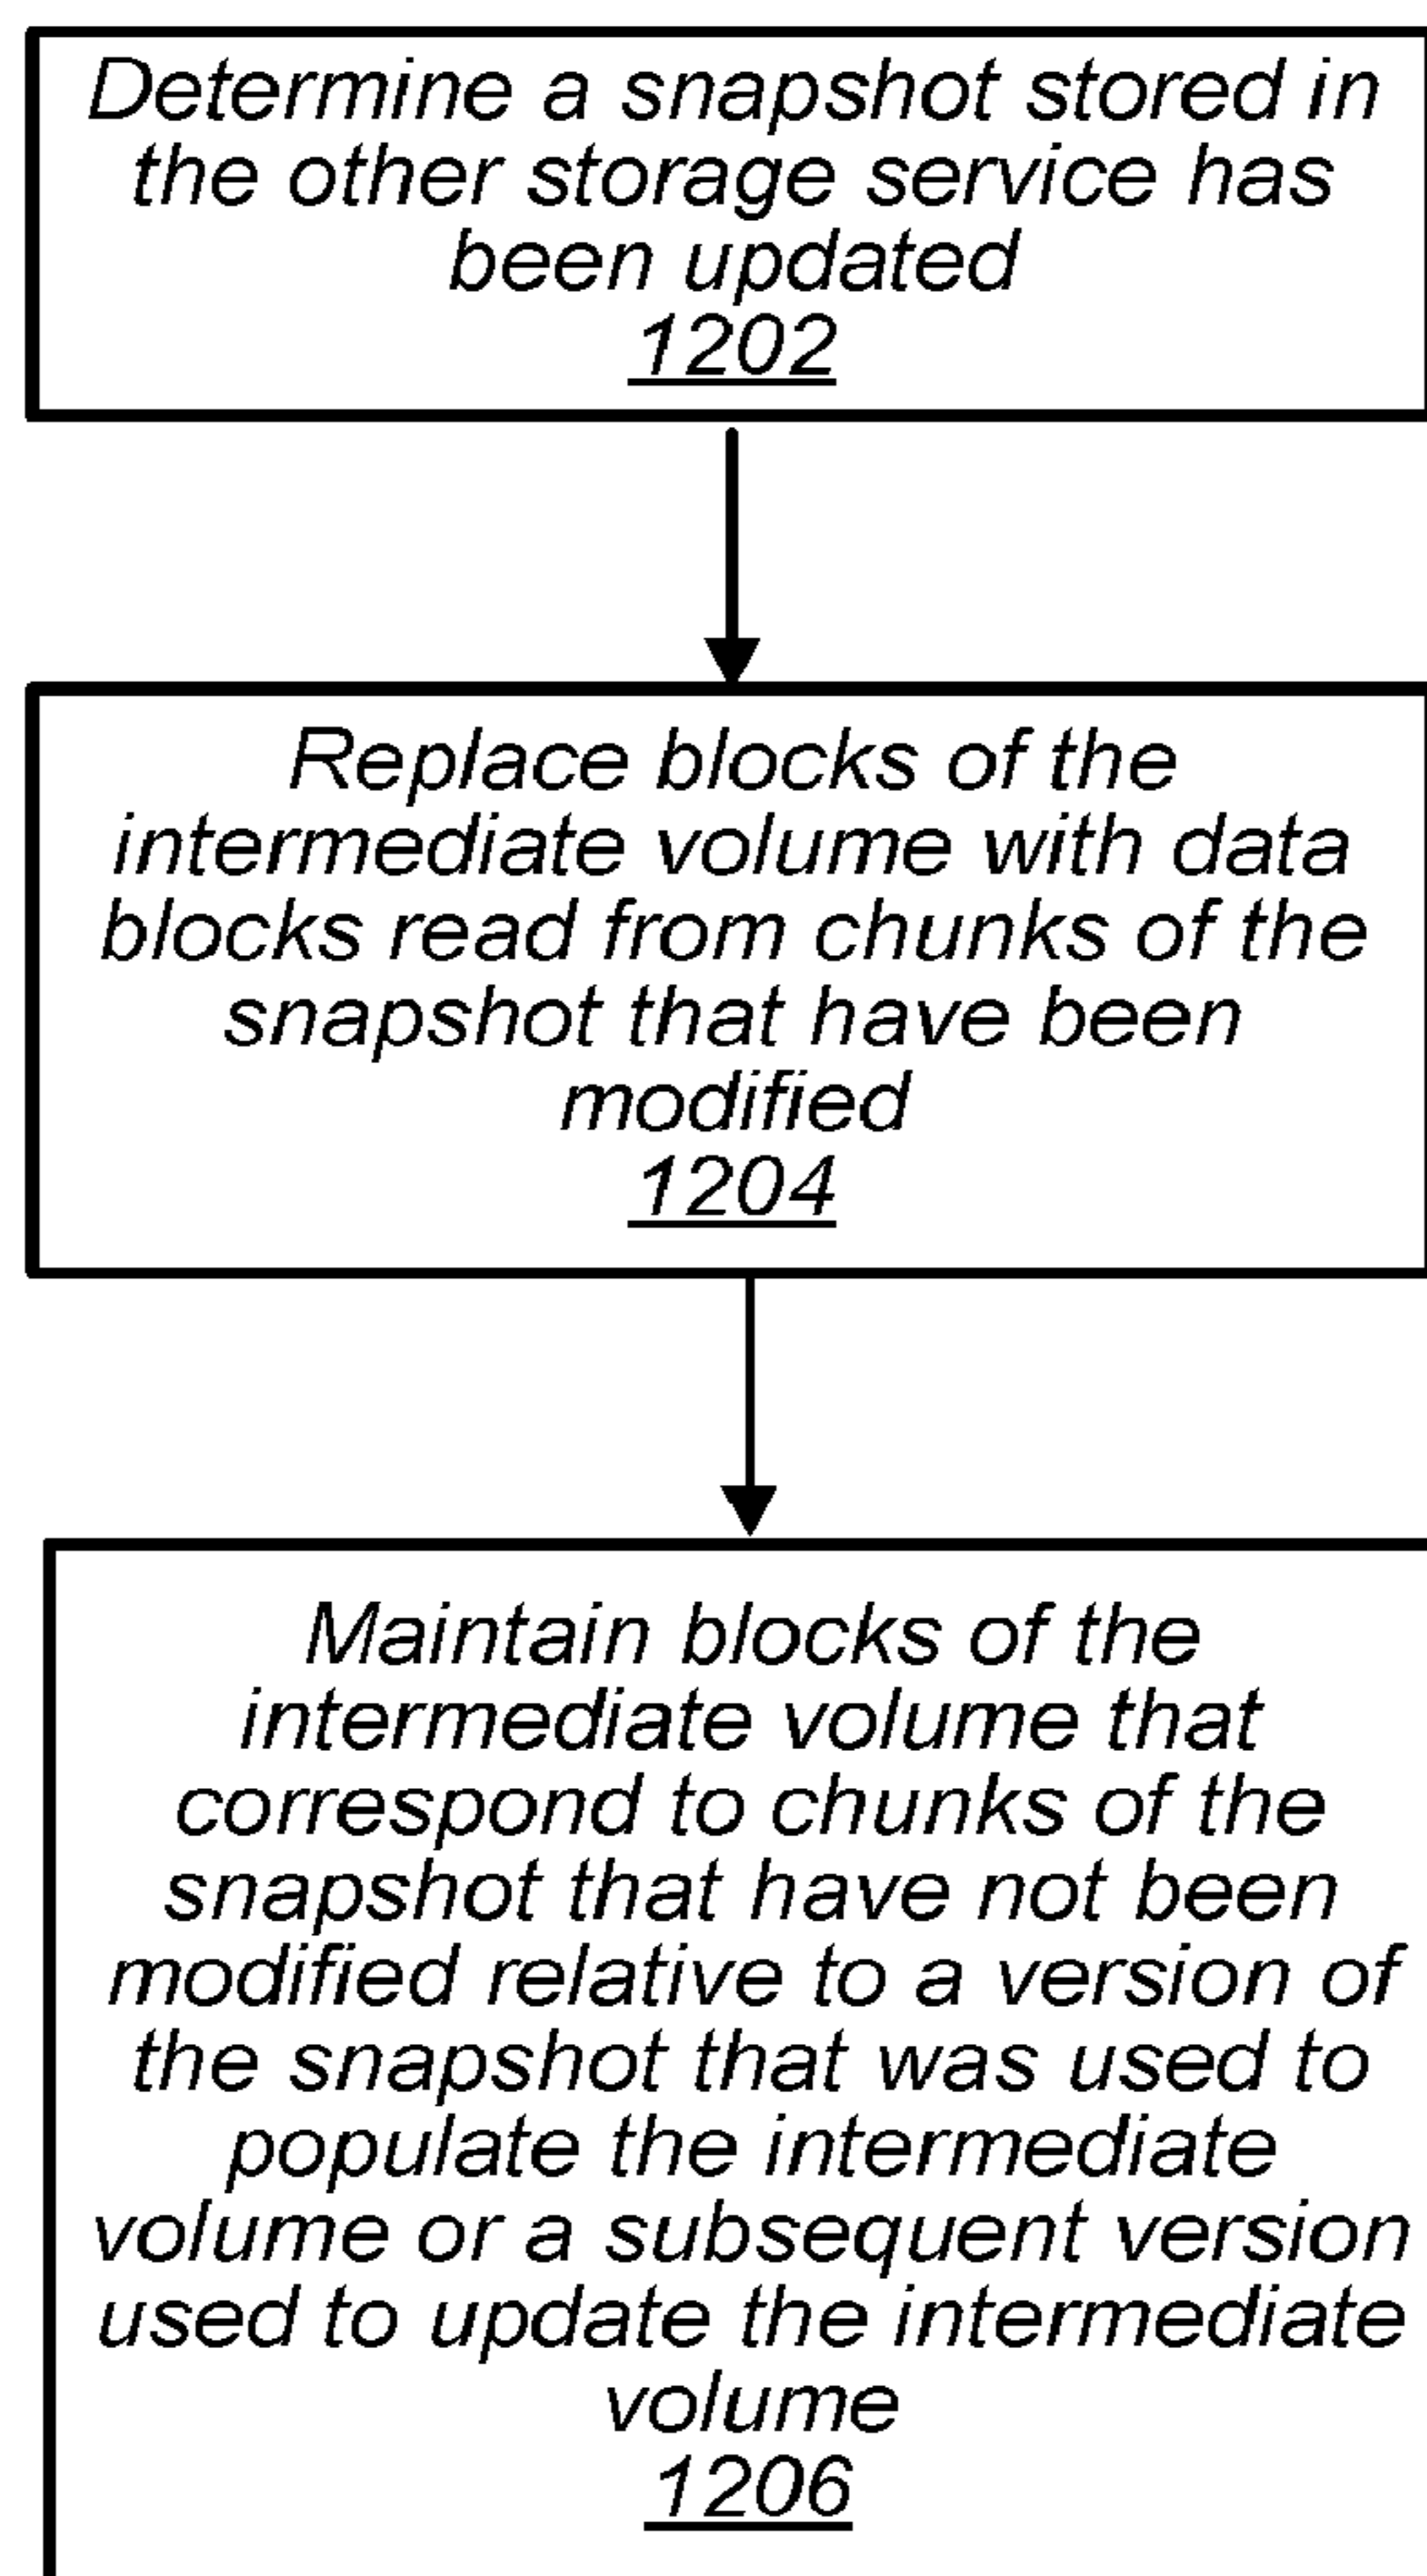 Determine a snapshot stored in
the other storage service has
been updated
1202
Replace blocks of the
intermediate volume with data
blocks read from chunks of the
snapshot that have been
modified
1204
Maintain blocks of the
intermediate volume that
correspond to chunks of the
snapshot that have not been
modified relative to a version of
the snapshot that was used to
populate the intermediate
volume or a subsequent version
used to update the intermediate
volume
1206